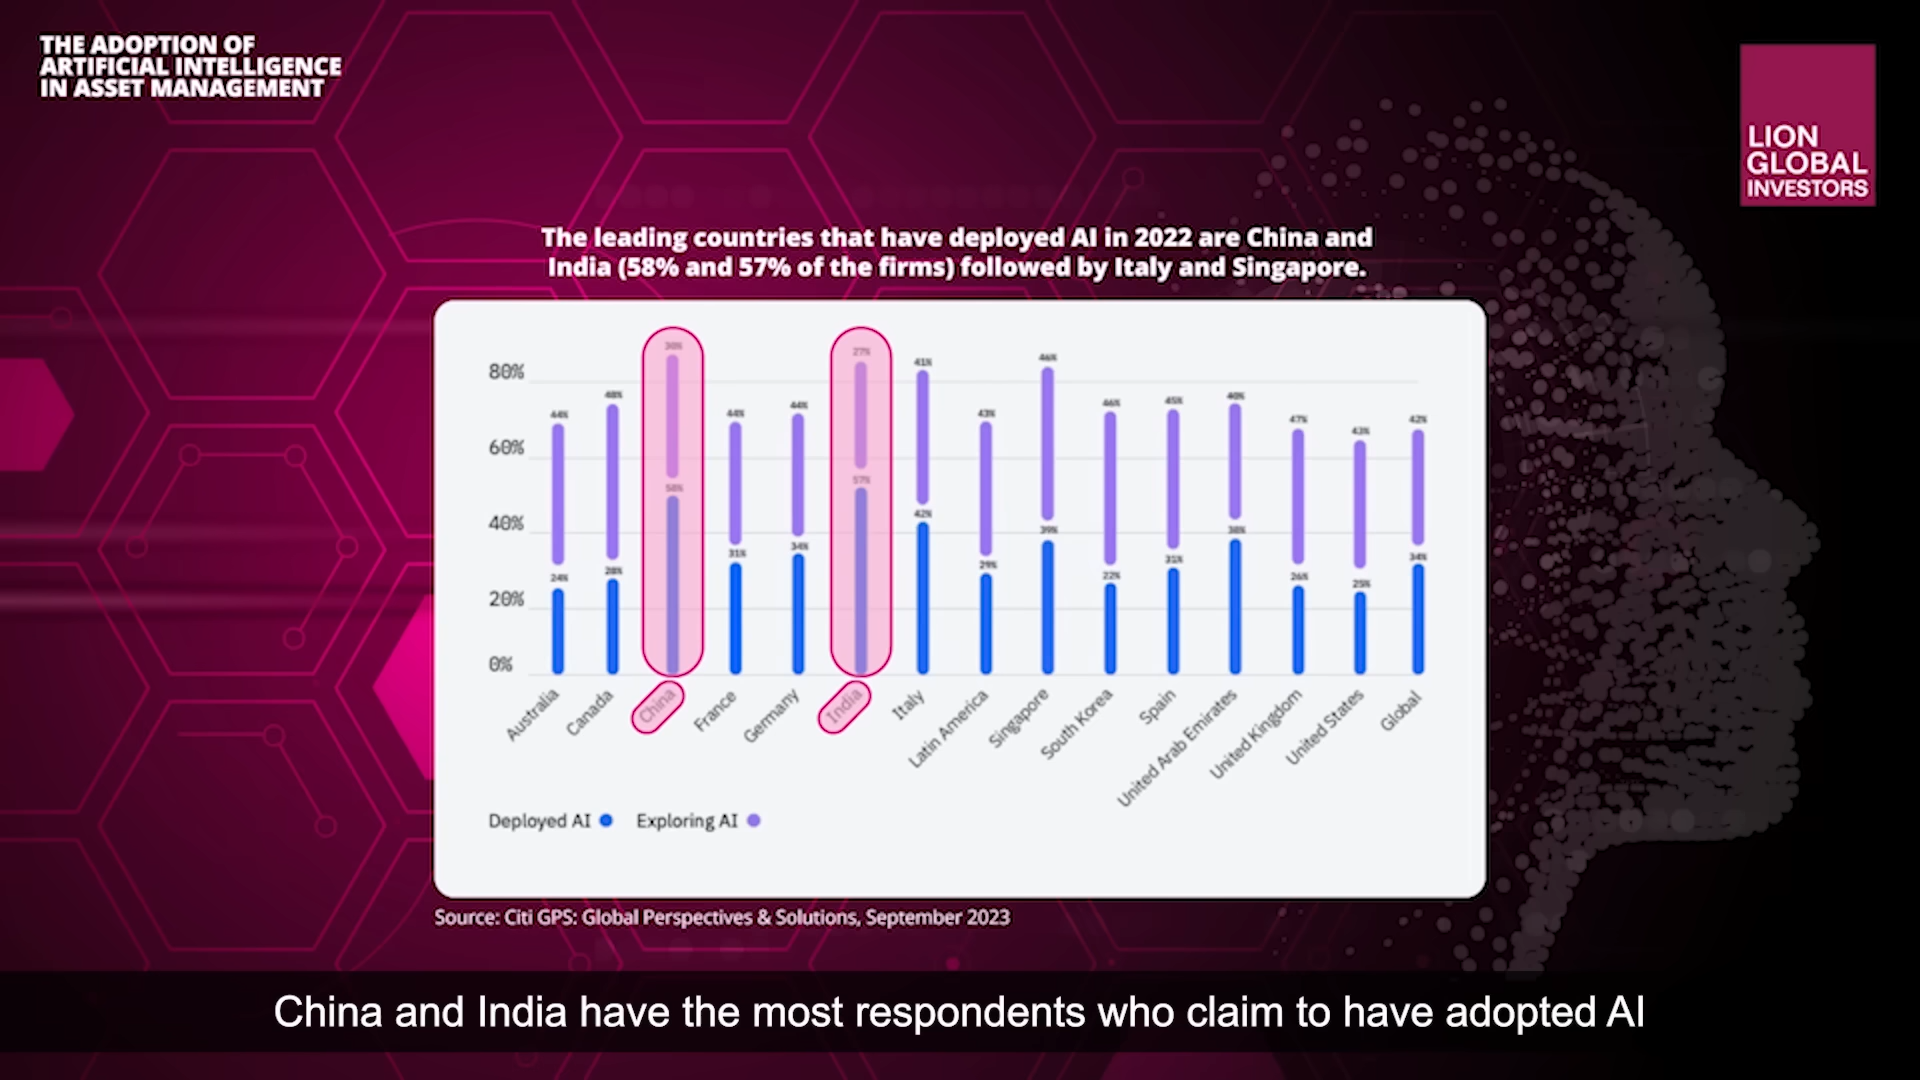 THE ADOPTION OF
ARTIFICIAL INTELLIGENCE
IN ASSET MANAGEMENT
LION
GLOBAL
INVESTORS
The leading countries that have deployed AI in 2022 are China and
India (58% and 57% of the firms) followed by Italy and Singapore.
80%
60%
40%
20%
0%
44% 48% 30% 44% 44% 27% 41% 43% 46% 46% 45% 40% 47% 43% 42%
24% 28% 58% 31% 34% 57% 42% 29% 39% 22% 31% 38% 26% 25% 34%
Australia
Canada
China
France
Germany
India
Italy
Latin America
Singapore
South Korea
Spain
United Arab Emirates
United Kingdom
United States
Global
Deployed AI
Exploring AI
Source: Citi GPS: Global Perspectives & Solutions, September 2023
China and India have the most respondents who claim to have adopted AI